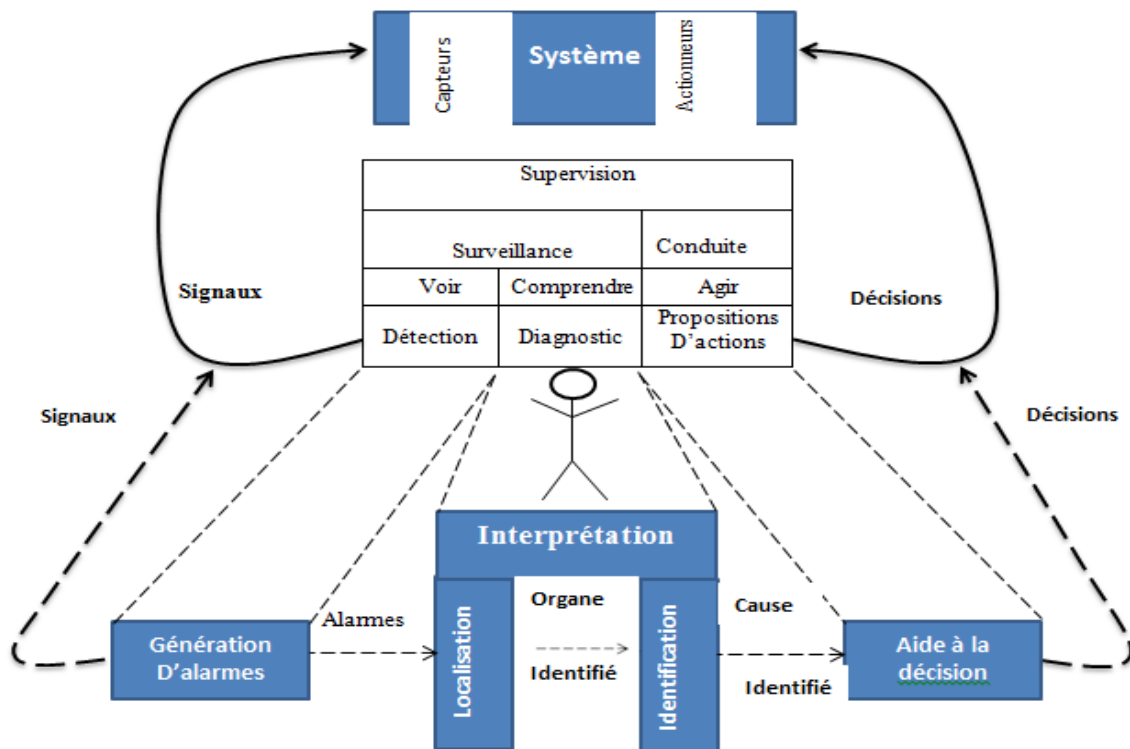 Capteurs
Système
Actionneurs
Supervision
Surveillance
Conduite
Voir
Comprendre
Agir
Détection
Diagnostic
Propositions
D’actions
Signaux
Décisions
Signaux
Décisions
Interprétation
Génération
D’alarmes
Alarmes
Localisation
Organe
Identifié
Identification
Cause
Identifié
Aide à la
décision